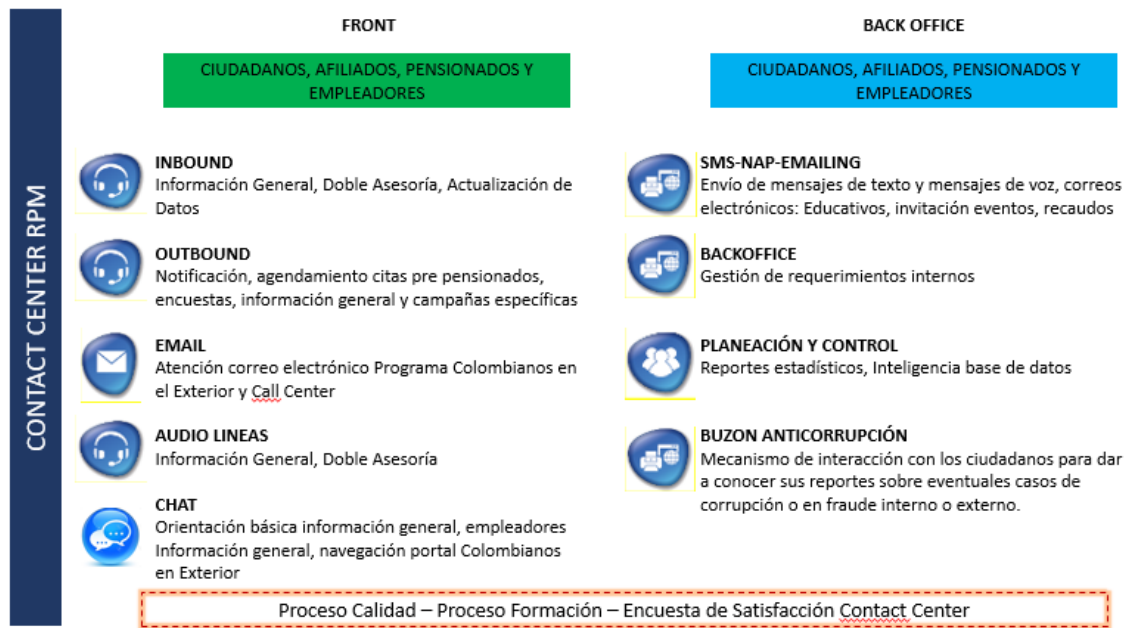 CONTACT CENTER RPM
FRONT
CIUDADANOS, AFILIADOS, PENSIONADOS Y
EMPLEADORES
INBOUND
Información General, Doble Asesoría, Actualización de
Datos
OUTBOUND
Notificación, agendamiento citas pre pensionados,
encuestas, información general y campañas específicas
EMAIL
Atención correo electrónico Programa Colombianos en
el Exterior y Call Center
AUDIO LINEAS
Información General, Doble Asesoría
CHAT
Orientación básica información general, empleadores
Información general, navegación portal Colombianos
en Exterior
BACK OFFICE
CIUDADANOS, AFILIADOS, PENSIONADOS Y
EMPLEADORES
SMS-NAP-EMAILING
Envío de mensajes de texto y mensajes de voz, correos
electrónicos: Educativos, invitación eventos, recaudos
BACKOFFICE
Gestión de requerimientos internos
PLANEACIÓN Y CONTROL
Reportes estadísticos, Inteligencia base de datos
BUZON ANTICORRUPCIÓN
Mecanismo de interacción con los ciudadanos para dar
a conocer sus reportes sobre eventuales casos de
corrupción o en fraude interno o externo.
Proceso Calidad – Proceso Formación – Encuesta de Satisfacción Contact Center